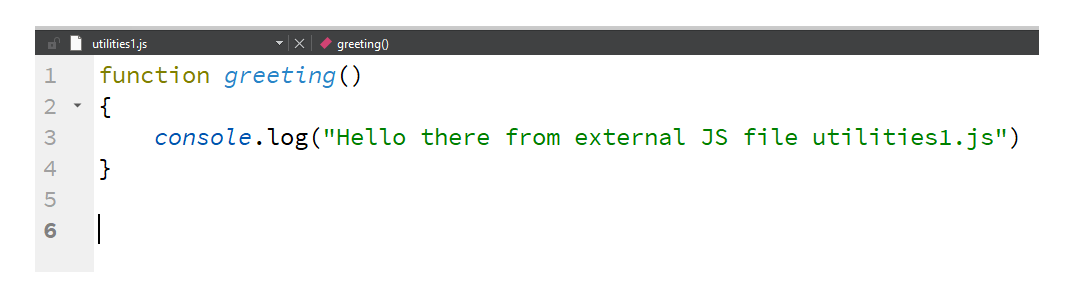 utilities1.js greeting()
1 function greeting()
2 {
3 console.log("Hello there from external JS file utilities1.js")
4 }
5
6